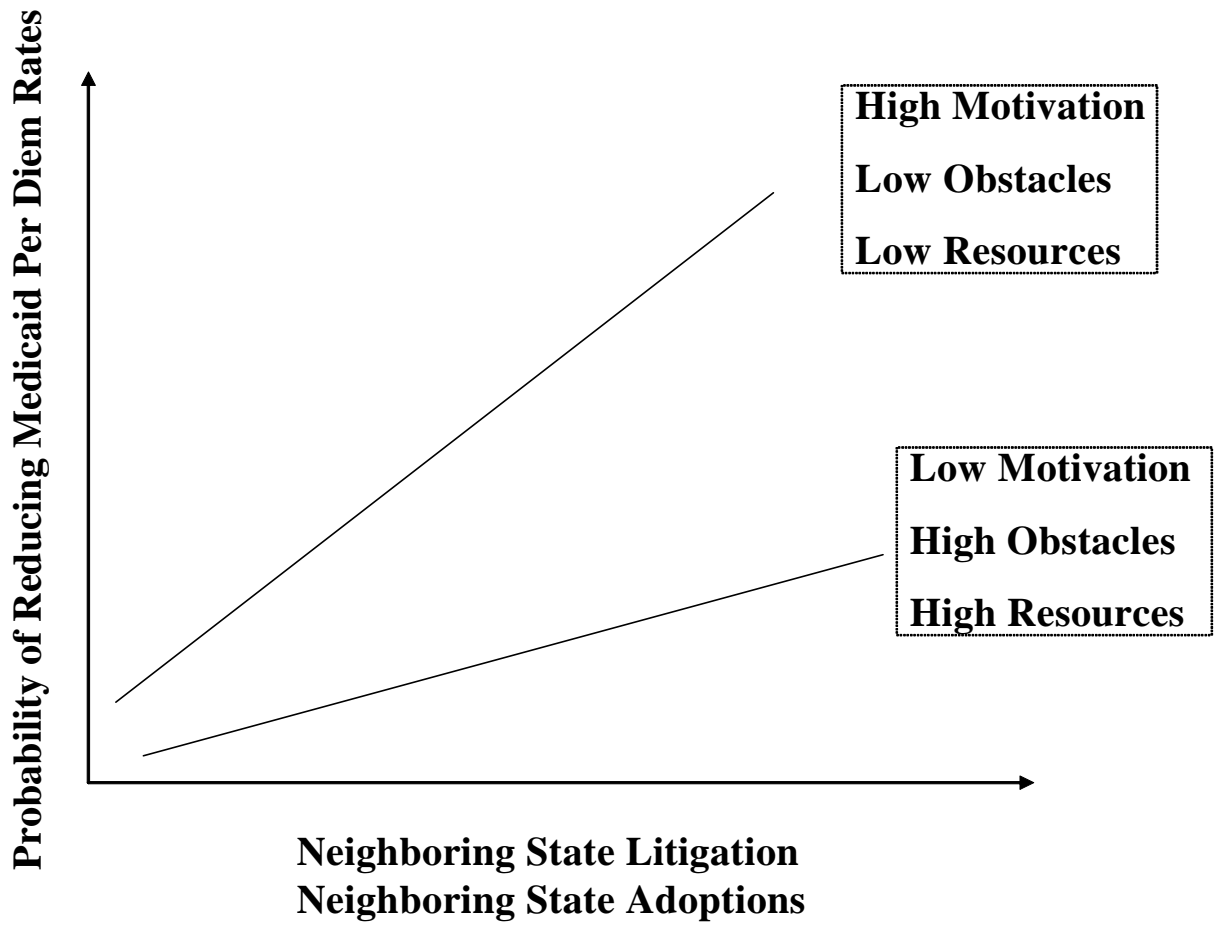 Probability of Reducing Medicaid Per Diem Rates
High Motivation
Low Obstacles
Low Resources
Low Motivation
High Obstacles
High Resources
Neighboring State Litigation
Neighboring State Adoptions